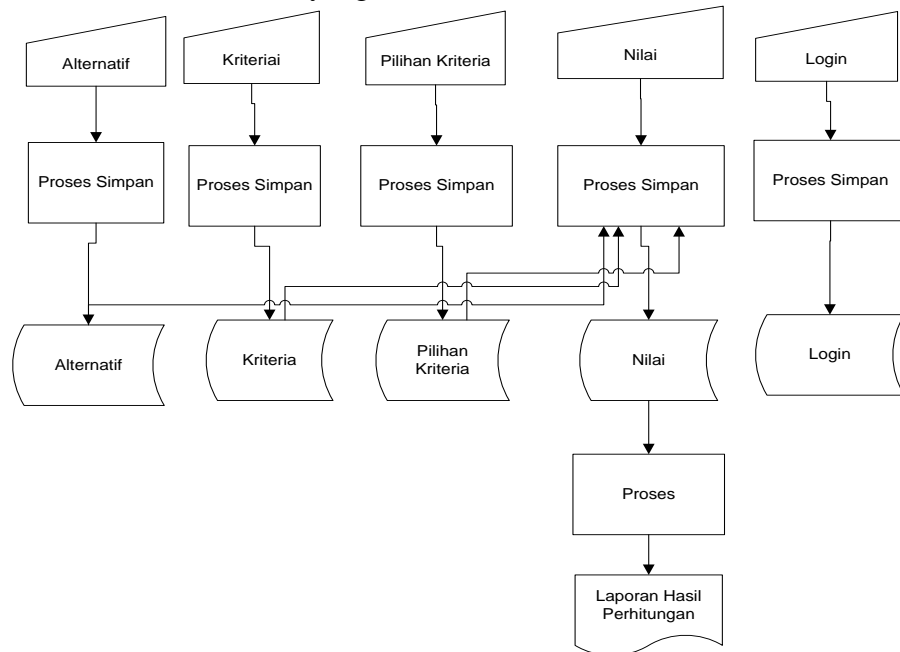 Alternatif
Kriteriai
Pilihan Kriteria
Nilai
Login
Proses Simpan
Proses Simpan
Proses Simpan
Proses Simpan
Proses Simpan
Alternatif
Kriteria
Pilihan
Kriteria
Nilai
Login
Proses
Laporan Hasil
Perhitungan